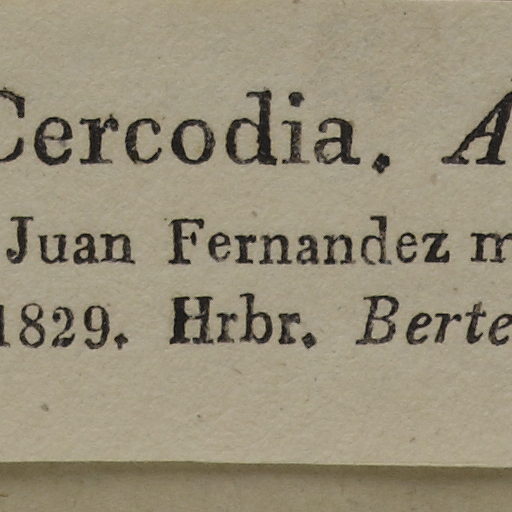 Cercodia. A
Juan Fernandez m
1829. Hrbr. Berte